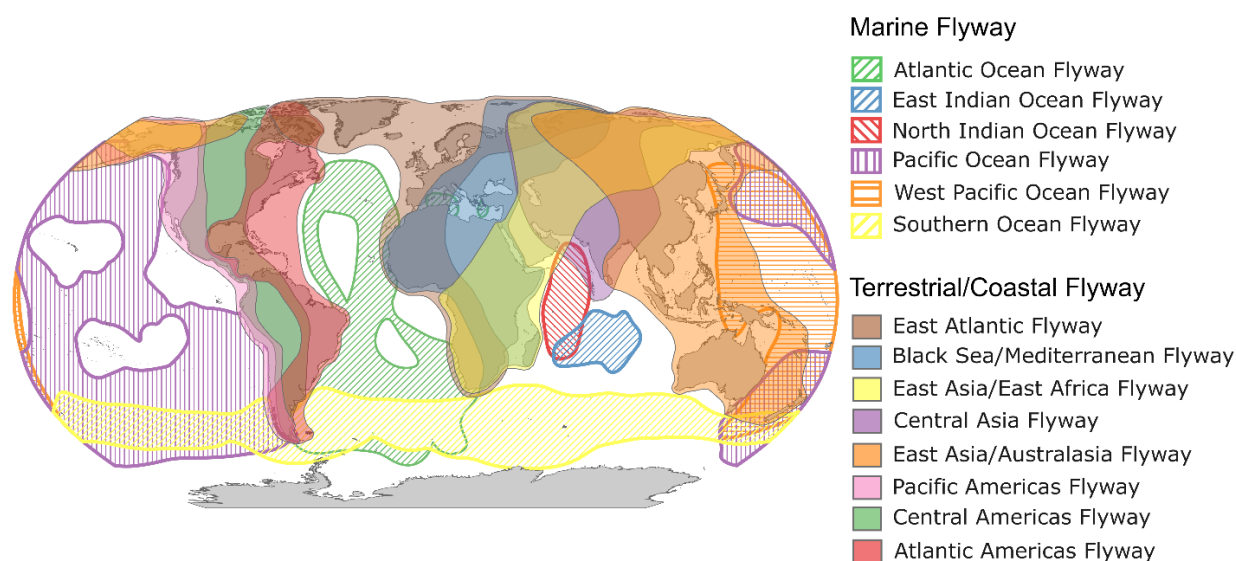 Marine Flyway
Atlantic Ocean Flyway
East Indian Ocean Flyway
North Indian Ocean Flyway
Pacific Ocean Flyway
West Pacific Ocean Flyway
Southern Ocean Flyway
Terrestrial/Coastal Flyway
East Atlantic Flyway
Black Sea/Mediterranean Flyway
East Asia/East Africa Flyway
Central Asia Flyway
East Asia/Australasia Flyway
Pacific Americas Flyway
Central Americas Flyway
Atlantic Americas Flyway